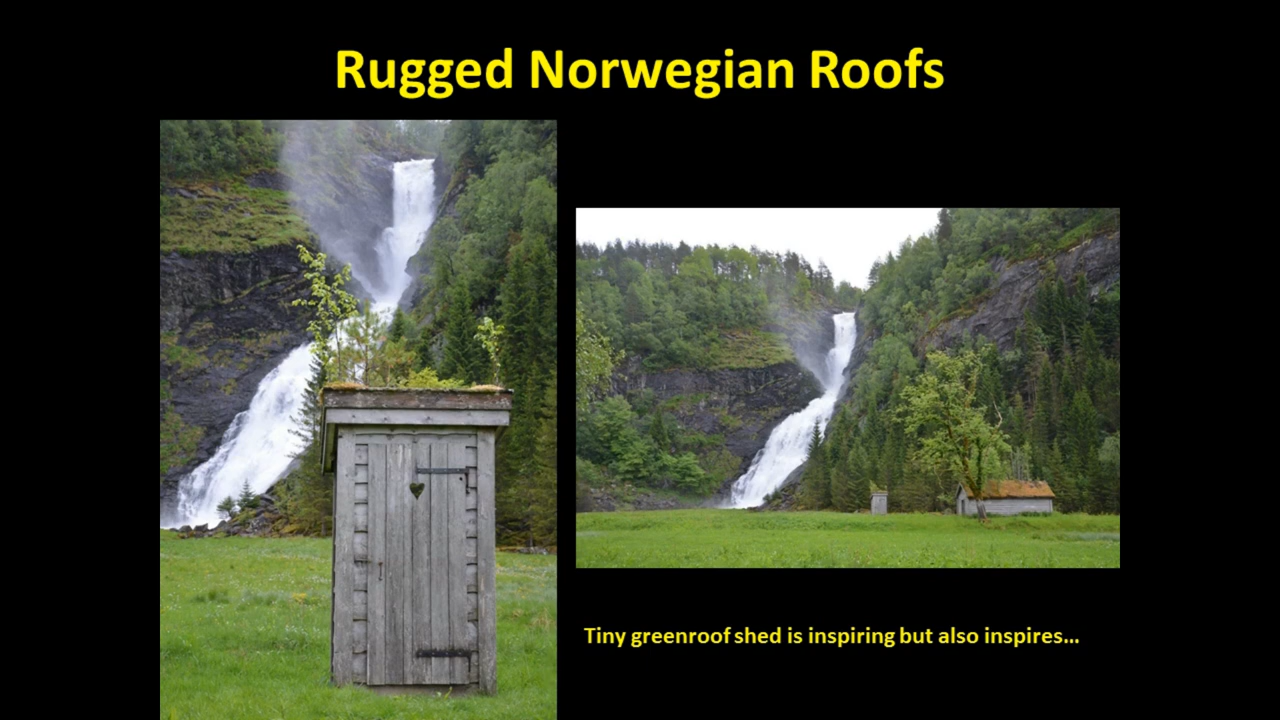 Rugged Norwegian Roofs
Tiny greenroof shed is inspiring but also inspires...